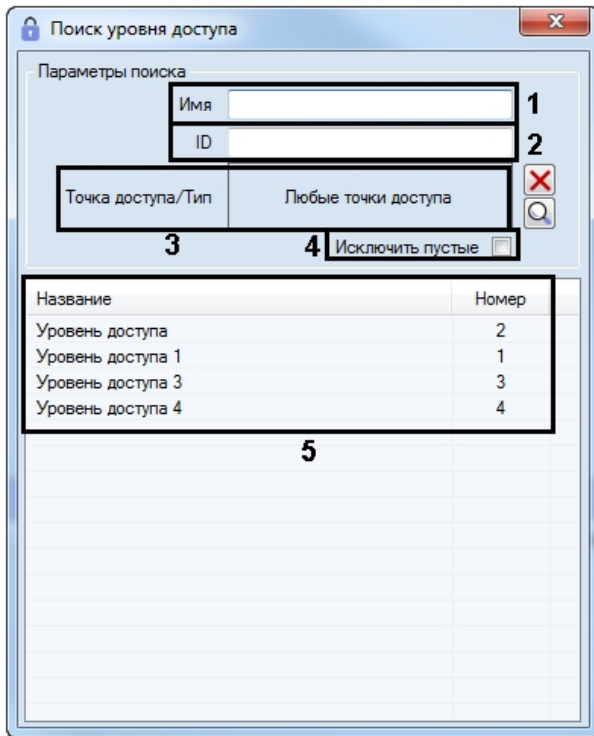 Поиск уровня доступа
Параметры поиска
Имя 1
ID 2
Точка доступа/Тип Любые точки доступа
3 4 Исключить пустые
Название Номер
Уровень доступа 2
Уровень доступа 1 1
Уровень доступа 3 3
Уровень доступа 4 4
5